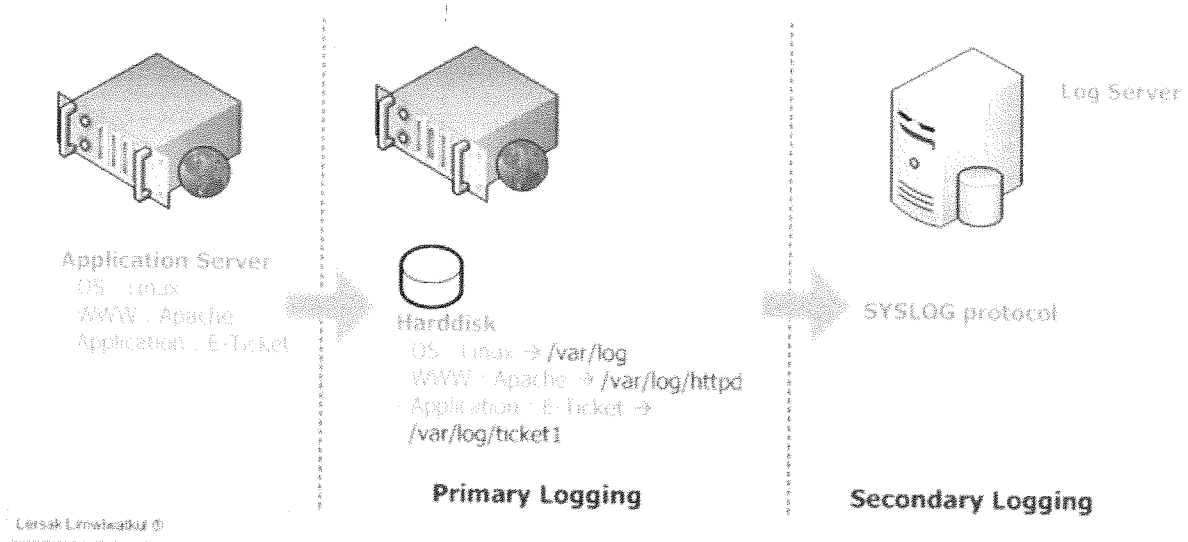 Log Server
Application Server
OS : Linux
WWW : Apache
Application : E-Ticket
Harddisk
OS : Linux → /var/log
WWW : Apache → /var/log/httpd
- Application : E-Ticket →
/var/log/ticket1
SYSLOG protocol
Primary Logging
Secondary Logging
Lersak